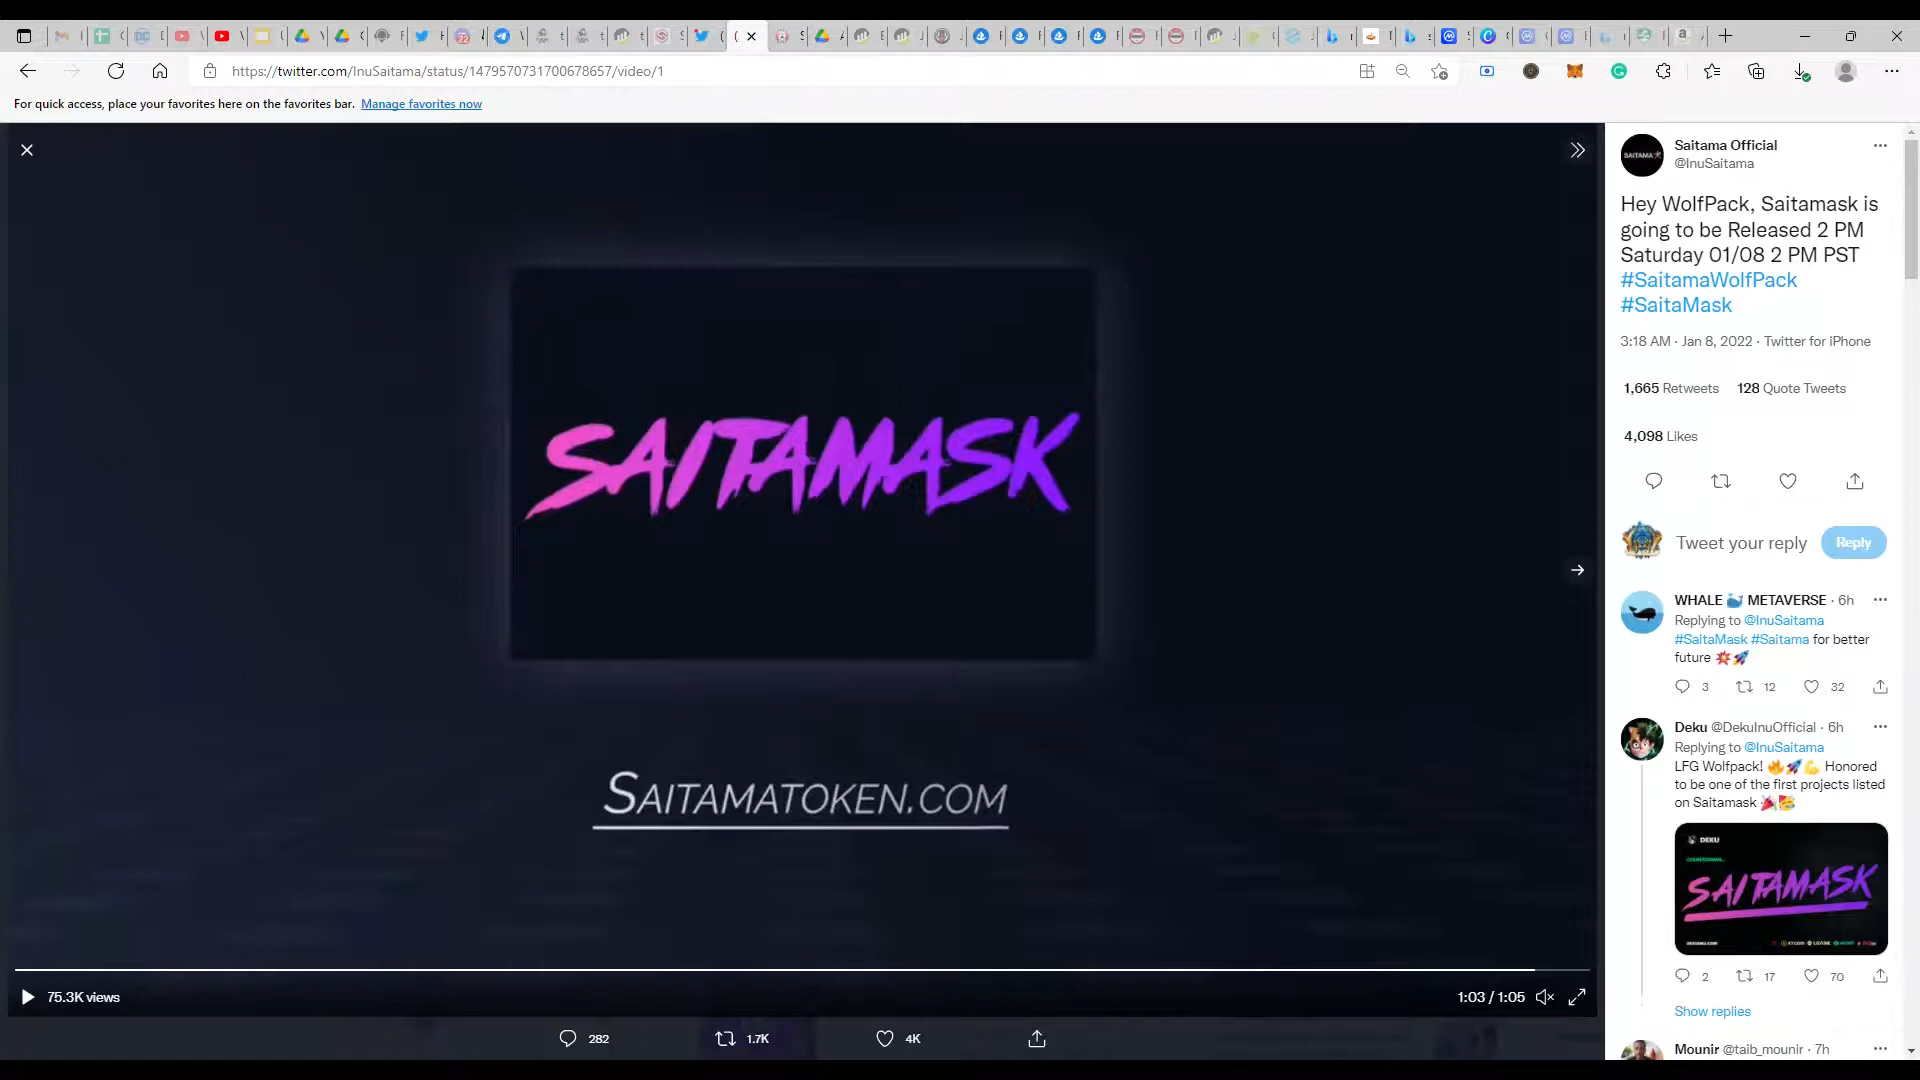 https://twitter.com/InuSaitama/status/1479570731700678657/video/1
For quick access, place your favorites here on the favorites bar. Manage favorites now
SAITAMASK
SAITAMATOKEN.COM
75.3K views
1:03 / 1:05
282
1.7K
4K
SAITAMA
Saitama Official
@InuSaitama
Hey WolfPack, Saitamask is
going to be Released 2 PM
Saturday 01/08 2 PM PST
#SaitamaWolfPack
#SaitaMask
3:18 AM · Jan 8, 2022 · Twitter for iPhone
1,665 Retweets 128 Quote Tweets
4,098 Likes
Tweet your reply
Reply
WHALE 🐳 METAVERSE · 6h
Replying to @InuSaitama
#SaitaMask #Saitama for better
future 💥🚀
3 12 32
Deku @DekuInuOfficial · 6h
Replying to @InuSaitama
LFG Wolfpack! 🔥🚀💪 Honored
to be one of the first projects listed
on Saitamask 🎉🥳
DEKU
COUNTDOWN...
SAITAMASK
2 17 70
Show replies
Mounir @taib_mounir · 7h